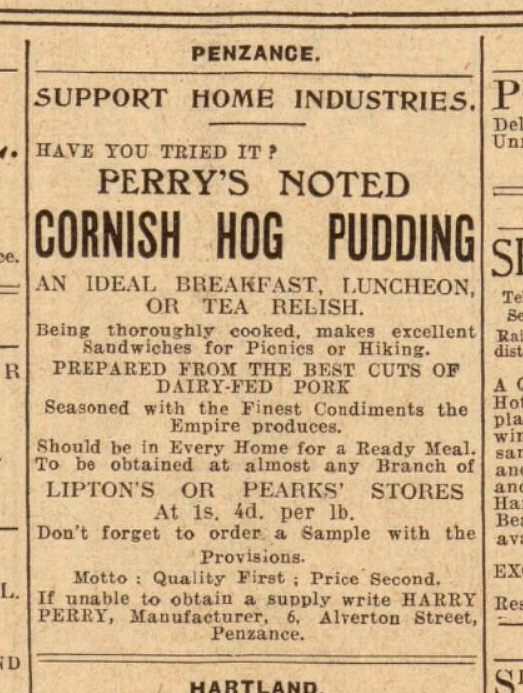 PENZANCE.
SUPPORT HOME INDUSTRIES.
HAVE YOU TRIED IT ?
PERRY'S NOTED
CORNISH HOG PUDDING
AN IDEAL BREAKFAST, LUNCHEON,
OR TEA RELISH.
Being thoroughly cooked, makes excellent
Sandwiches for Picnics or Hiking.
PREPARED FROM THE BEST CUTS OF
DAIRY-FED PORK
Seasoned with the Finest Condiments the
Empire produces.
Should be in Every Home for a Ready Meal.
To be obtained at almost any Branch of
LIPTON'S OR PEARKS' STORES
At 1s. 4d. per lb.
Don't forget to order a Sample with the
Provisions.
Motto : Quality First ; Price Second.
If unable to obtain a supply write HARRY
PERRY, Manufacturer, 6, Alverton Street,
Penzance.
HARTLAND.